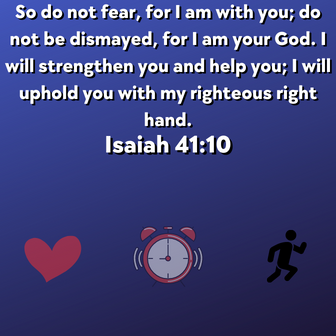 So do not fear, for I am with you; do
not be dismayed, for I am your God. I
will strengthen you and help you; I will
uphold you with my righteous right
hand.
Isaiah 41:10